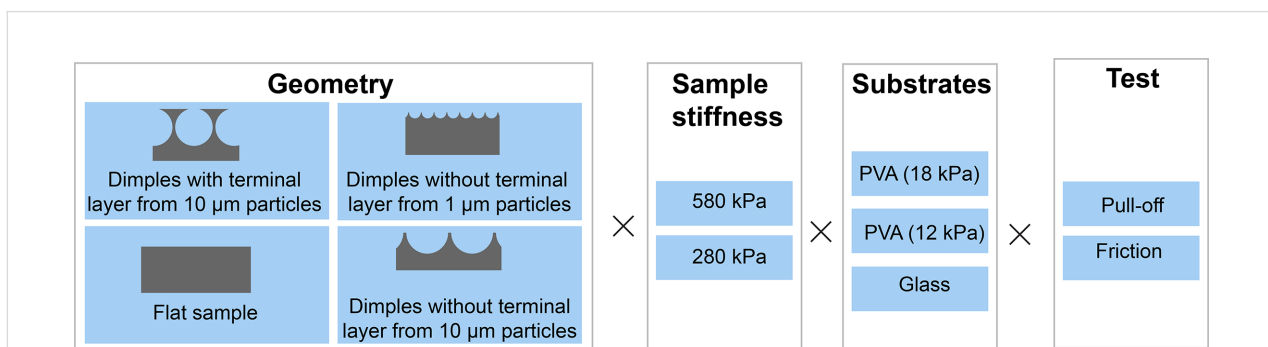 Geometry
Dimples with terminal
layer from 10 µm particles
Dimples without terminal
layer from 1 µm particles
Flat sample
Dimples without terminal
layer from 10 µm particles
×
Sample
stiffness
580 kPa
280 kPa
×
Substrates
PVA (18 kPa)
PVA (12 kPa)
Glass
×
Test
Pull-off
Friction